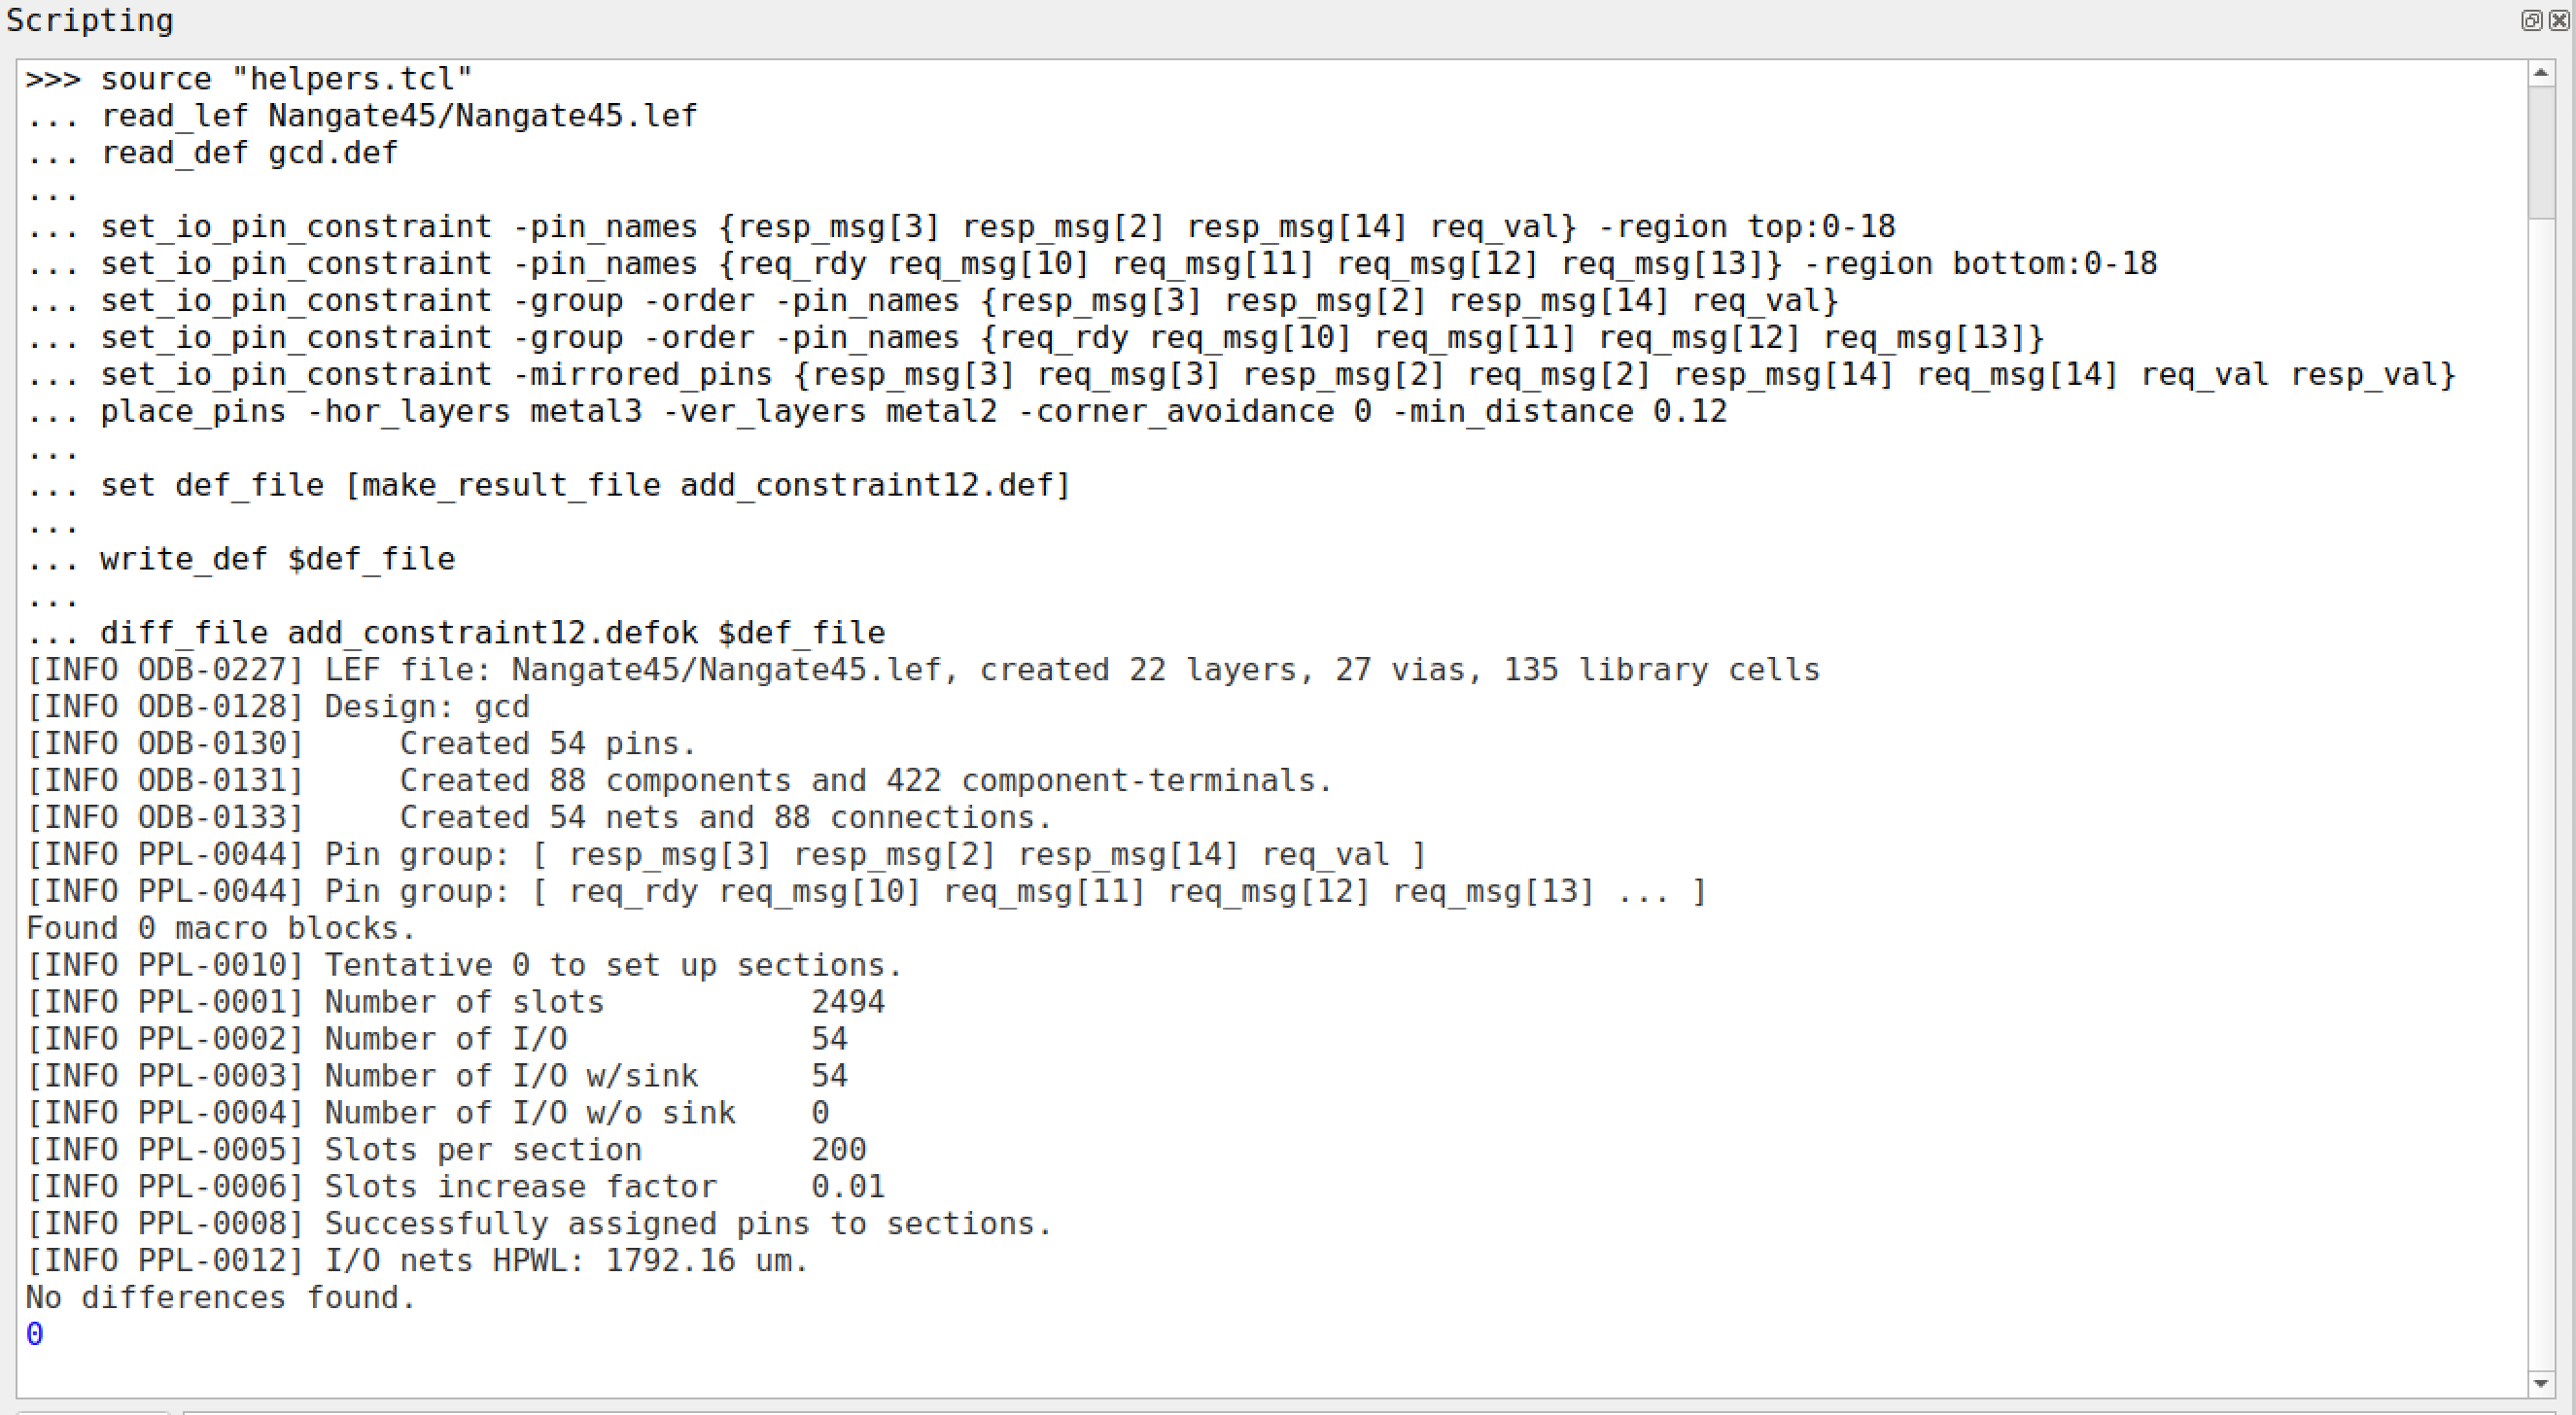 Scripting
>>> source "helpers.tcl"
... read_lef Nangate45/Nangate45.lef
... read_def gcd.def
...
... set_io_pin_constraint -pin_names {resp_msg[3] resp_msg[2] resp_msg[14] req_val} -region top:0-18
... set_io_pin_constraint -pin_names {req_rdy req_msg[10] req_msg[11] req_msg[12] req_msg[13]} -region bottom:0-18
... set_io_pin_constraint -group -order -pin_names {resp_msg[3] resp_msg[2] resp_msg[14] req_val}
... set_io_pin_constraint -group -order -pin_names {req_rdy req_msg[10] req_msg[11] req_msg[12] req_msg[13]}
... set_io_pin_constraint -mirrored_pins {resp_msg[3] req_msg[3] resp_msg[2] req_msg[2] resp_msg[14] req_msg[14] req_val resp_val}
... place_pins -hor_layers metal3 -ver_layers metal2 -corner_avoidance 0 -min_distance 0.12
...
... set def_file [make_result_file add_constraint12.def]
...
... write_def $def_file
...
... diff_file add_constraint12.defok $def_file
[INFO ODB-0227] LEF file: Nangate45/Nangate45.lef, created 22 layers, 27 vias, 135 library cells
[INFO ODB-0128] Design: gcd
[INFO ODB-0130]     Created 54 pins.
[INFO ODB-0131]     Created 88 components and 422 component-terminals.
[INFO ODB-0133]     Created 54 nets and 88 connections.
[INFO PPL-0044] Pin group: [ resp_msg[3] resp_msg[2] resp_msg[14] req_val ]
[INFO PPL-0044] Pin group: [ req_rdy req_msg[10] req_msg[11] req_msg[12] req_msg[13] ... ]
Found 0 macro blocks.
[INFO PPL-0010] Tentative 0 to set up sections.
[INFO PPL-0001] Number of slots           2494
[INFO PPL-0002] Number of I/O             54
[INFO PPL-0003] Number of I/O w/sink      54
[INFO PPL-0004] Number of I/O w/o sink    0
[INFO PPL-0005] Slots per section         200
[INFO PPL-0006] Slots increase factor     0.01
[INFO PPL-0008] Successfully assigned pins to sections.
[INFO PPL-0012] I/O nets HPWL: 1792.16 um.
No differences found.
0